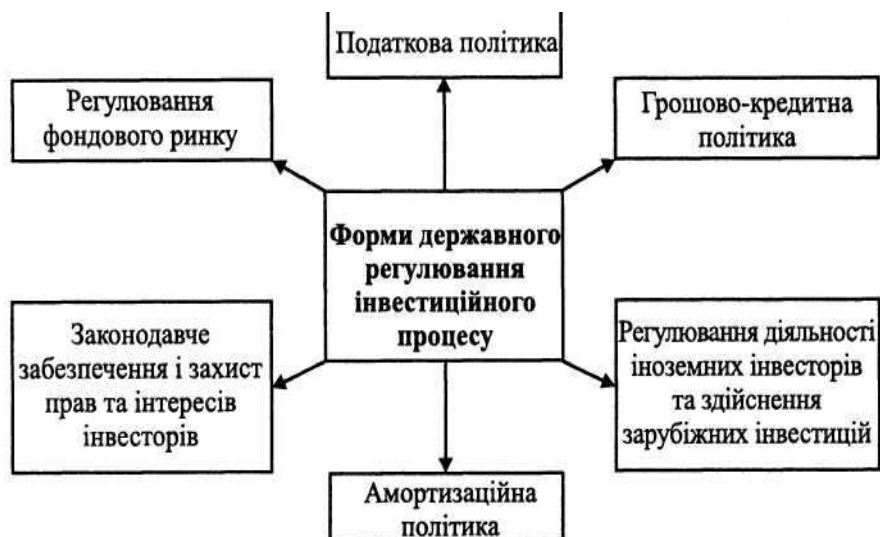 Податкова політика
Регулювання
фондового ринку
Грошово-кредитна
політика
Форми державного
регулювання
інвестиційного
процесу
Законодавче
забезпечення і захист
прав та інтересів
інвесторів
Регулювання діяльності
іноземних інвесторів
та здійснення
зарубіжних інвестицій
Амортизаційна
політика